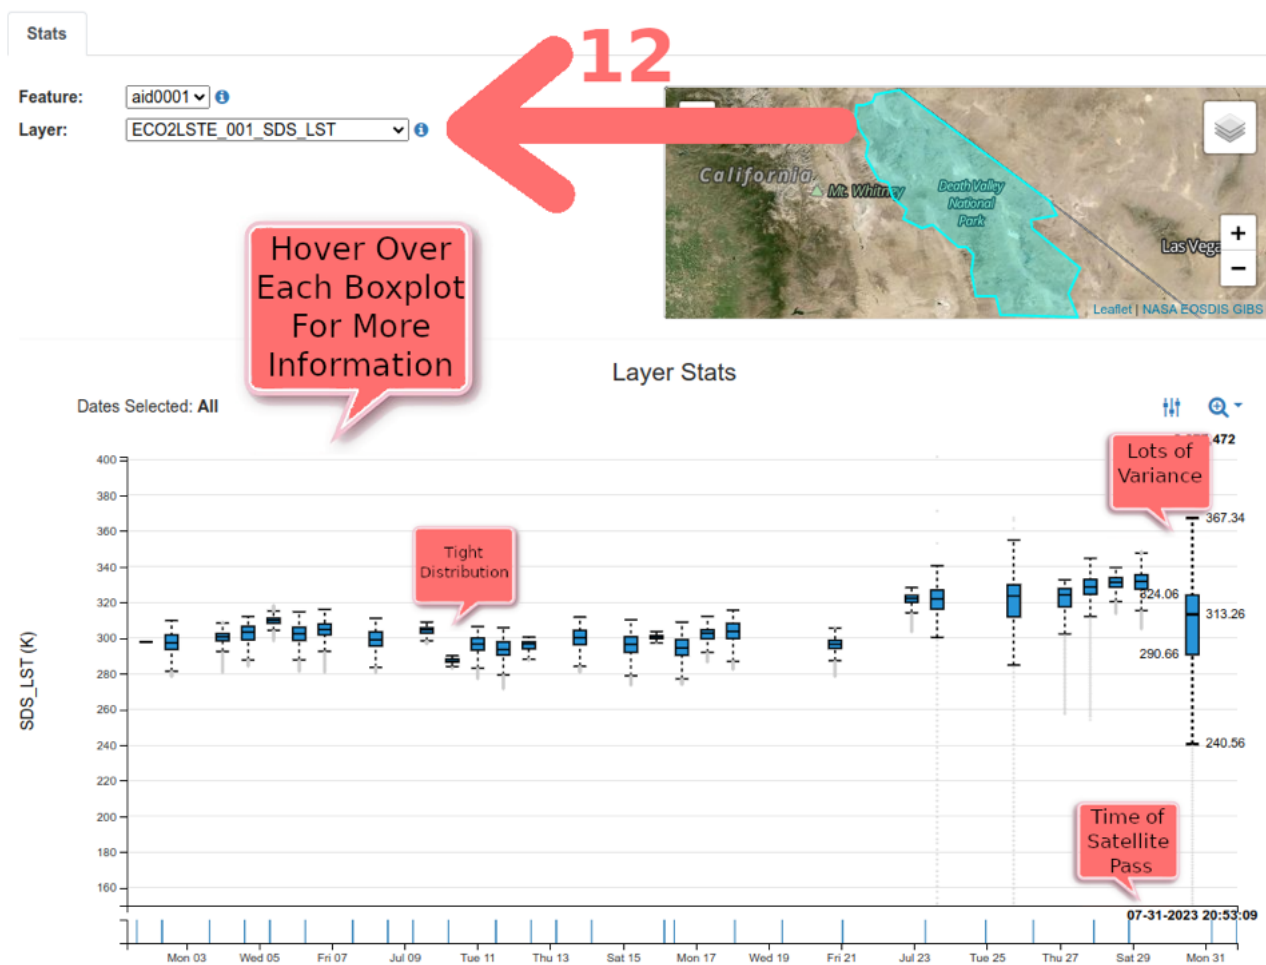 Stats
12
Feature:
aid0001
Layer:
ECO2LSTE_001_SDS_LST
California
Mt. Whitney
Death Valley
National
Park
Las Vega
+
−
Leaflet | NASA EOSDIS GIBS
Hover Over
Each Boxplot
For More
Information
Layer Stats
Dates Selected: All
472
Lots of
Variance
Tight
Distribution
367.34
324.06
313.26
290.66
240.56
SDS_LST (K)
400
380
360
340
320
300
280
260
240
220
200
180
160
Time of
Satellite
Pass
07-31-2023 20:53:09
Mon 03 Wed 05 Fri 07 Jul 09 Tue 11 Thu 13 Sat 15 Mon 17 Wed 19 Fri 21 Jul 23 Tue 25 Thu 27 Sat 29 Mon 31